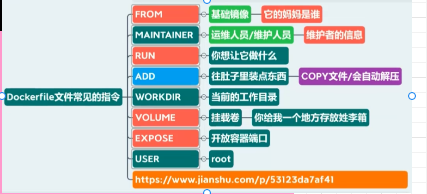 Dockerfile文件常见的指令
FROM 基础镜像 它的妈妈是谁
MAINTAINER 运维人员/维护人员 维护者的信息
RUN 你想让它做什么
ADD 往肚子里装点东西 COPY文件/会自动解压
WORKDIR 当前的工作目录
VOLUME 挂载卷 你给我一个地方存放姓李箱
EXPOSE 开放容器端口
USER root
https://www.jianshu.com/p/53123da7af41